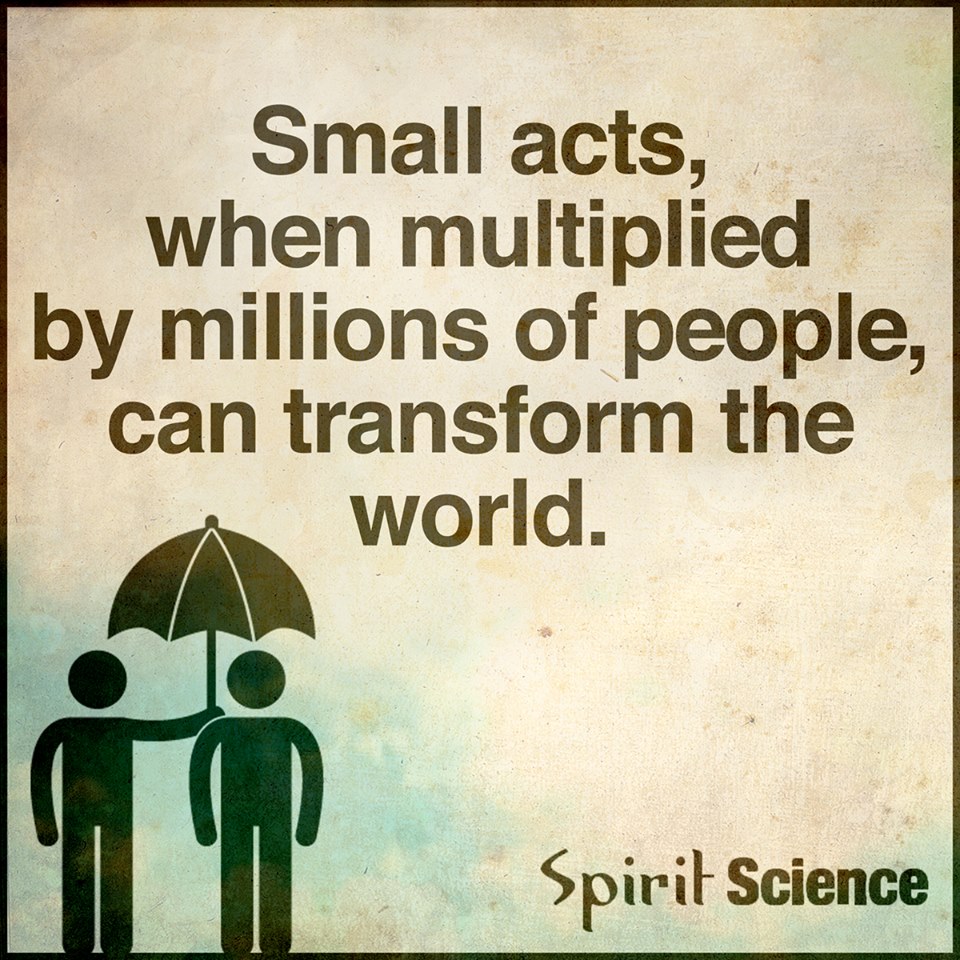 Small acts,
when multiplied
by millions of people,
can transform the
world.
Spirit Science